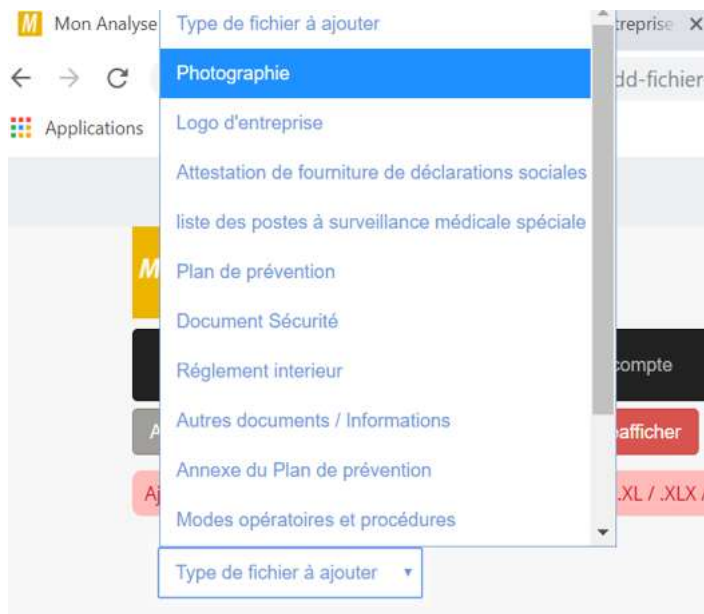 Mon Analyse
Type de fichier à ajouter
treprise
Photographie
dd-fichier
Applications
Logo d'entreprise
Attestation de fourniture de déclarations sociales
liste des postes à surveillance médicale spéciale
M
Plan de prévention
Document Sécurité
Réglement interieur
compte
Autres documents / Informations
A
afficher
Annexe du Plan de prévention
Aj
.XL / .XLX /
Modes opératoires et procédures
Type de fichier à ajouter